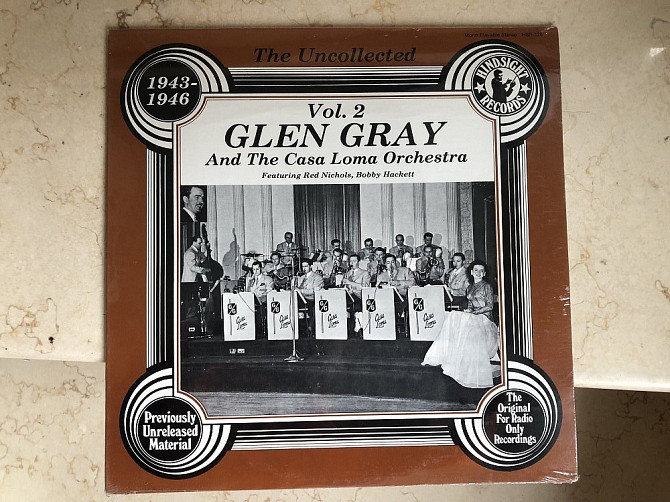 The Uncollected
1943-
1946
HINDSIGHT
RECORDS
Vol. 2
GLEN GRAY
And The Casa Loma Orchestra
Featuring Red Nichols, Bobby Hackett
Casa
Loma
Casa
Loma
Casa
Loma
Casa
Loma
Casa
Loma
Previously
Unreleased
Material
The
Original
For Radio
Only
Recordings